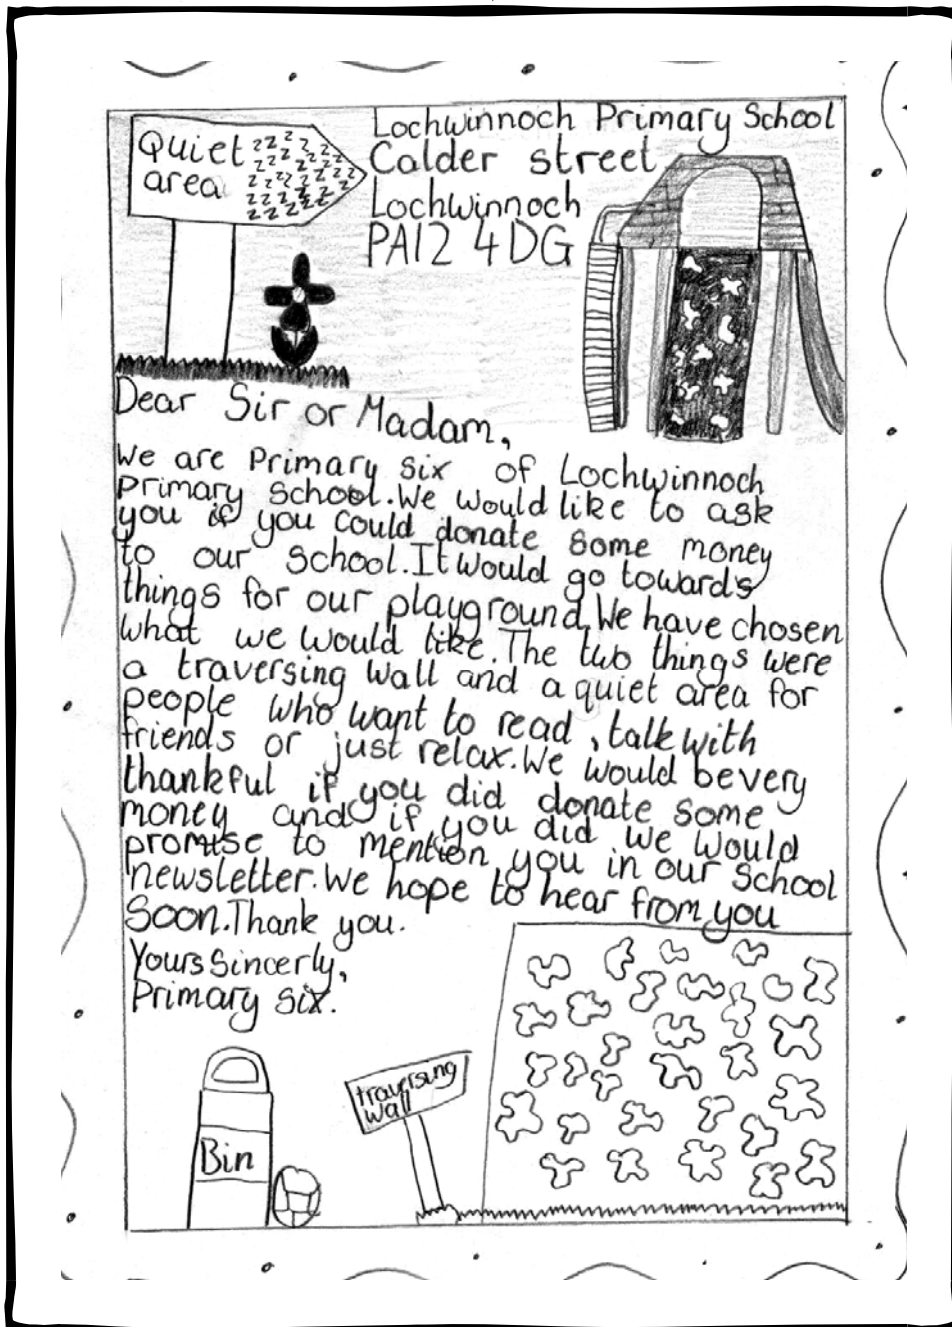 Quiet zzzzzz
area zzzzzz
Lochwinnoch Primary School
Calder street
Lochwinnoch
PA12 4DG
Dear Sir or Madam,
We are Primary six of Lochwinnoch
Primary School. We would like to ask
you if you could donate some money
to our school. It would go towards
things for our playground. We have chosen
what we would like. The two things were
a traversing wall and a quiet area for
people who want to read, talk with
friends or just relax. We would be very
thankful if you did donate some
money and if you did we would
promise to mention you in our school
newsletter. We hope to hear from you
soon. Thank you.
Yours Sincerly,
Primary six.
traversing
wall
Bin